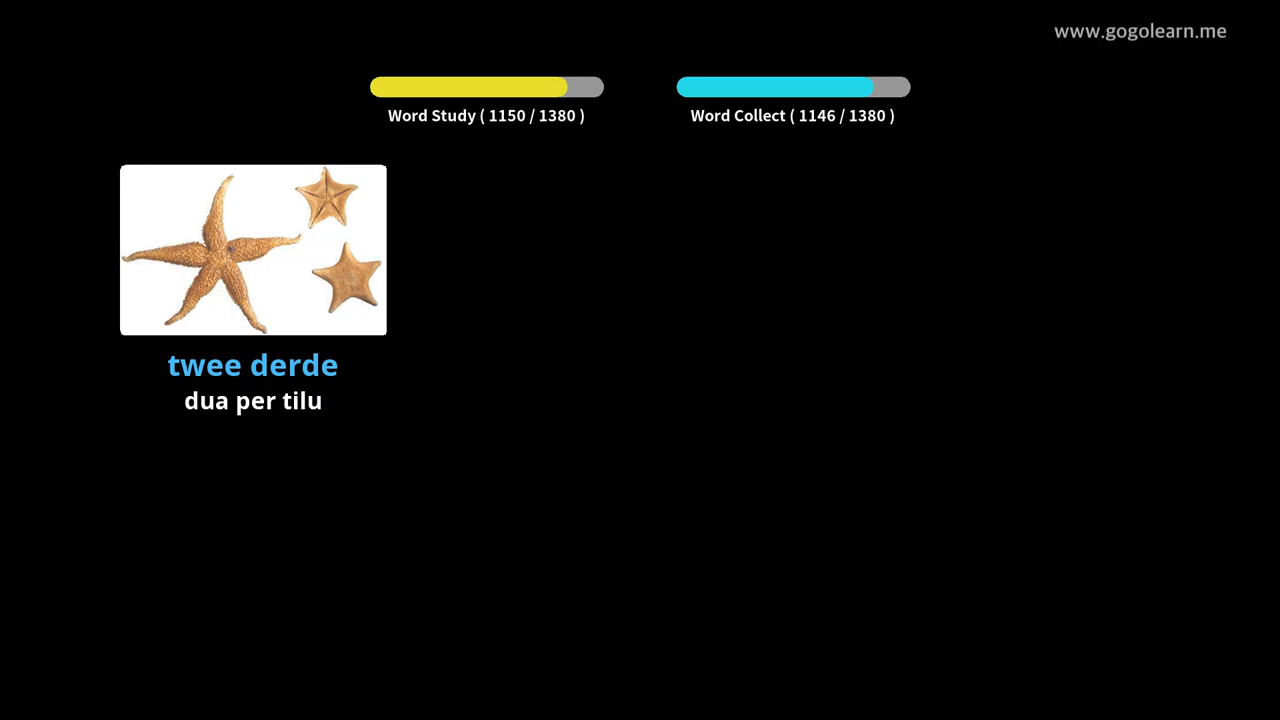 www.gogolearn.me
Word Study ( 1150 / 1380 )
Word Collect ( 1146 / 1380 )
twee derde
dua per tilu